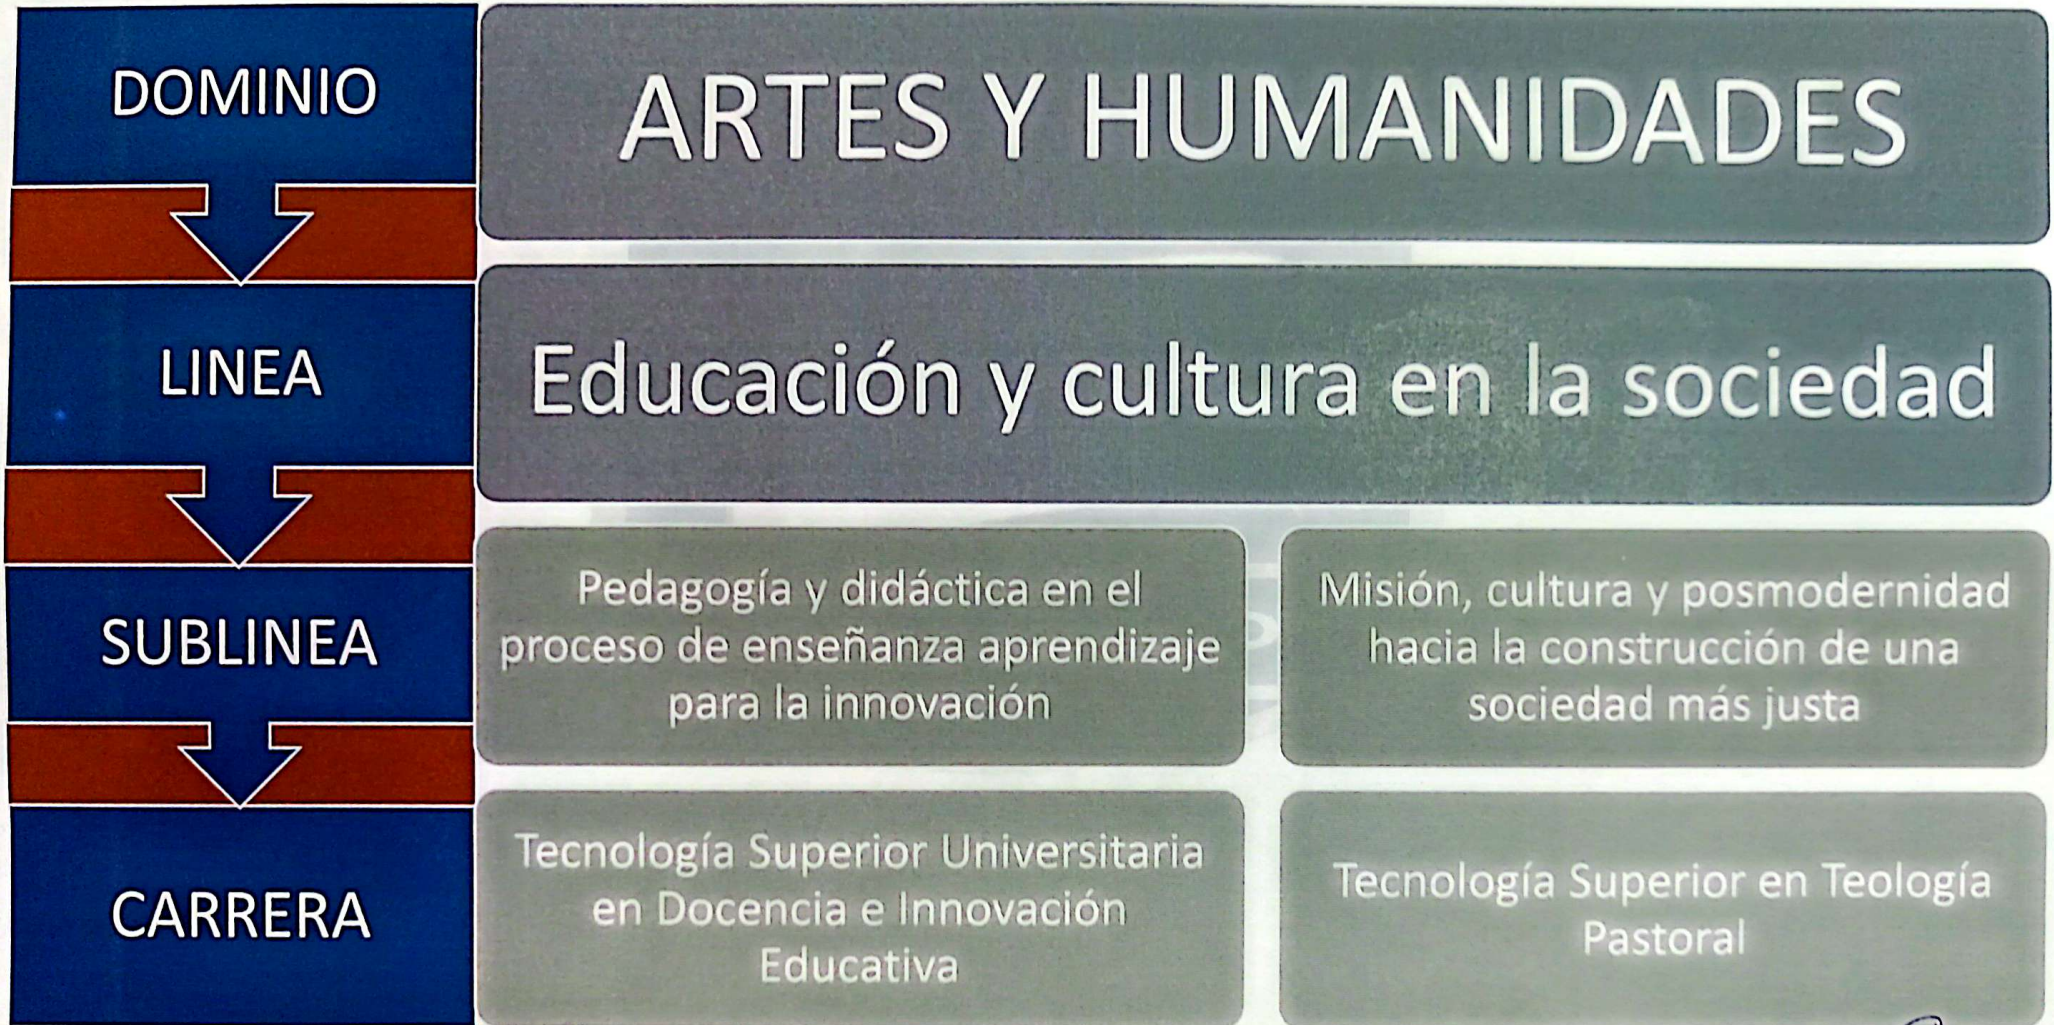 DOMINIO
ARTES Y HUMANIDADES
LINEA
Educación y cultura en la sociedad
SUBLINEA
Pedagogía y didáctica en el
proceso de enseñanza aprendizaje
para la innovación
Misión, cultura y posmodernidad
hacia la construcción de una
sociedad más justa
CARRERA
Tecnología Superior Universitaria
en Docencia e Innovación
Educativa
Tecnología Superior en Teología
Pastoral